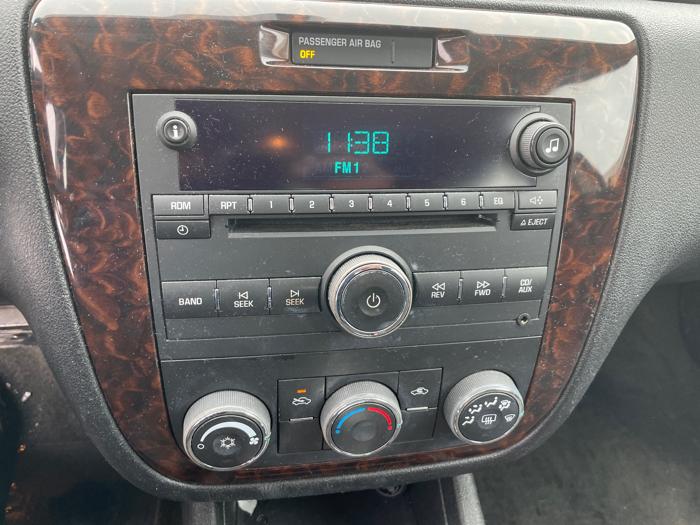 PASSENGER AIR BAG
OFF
11:38
FM1
RDM RPT 1 2 3 4 5 6 EQ
EJECT
BAND SEEK SEEK REV FWD CD/
AUX